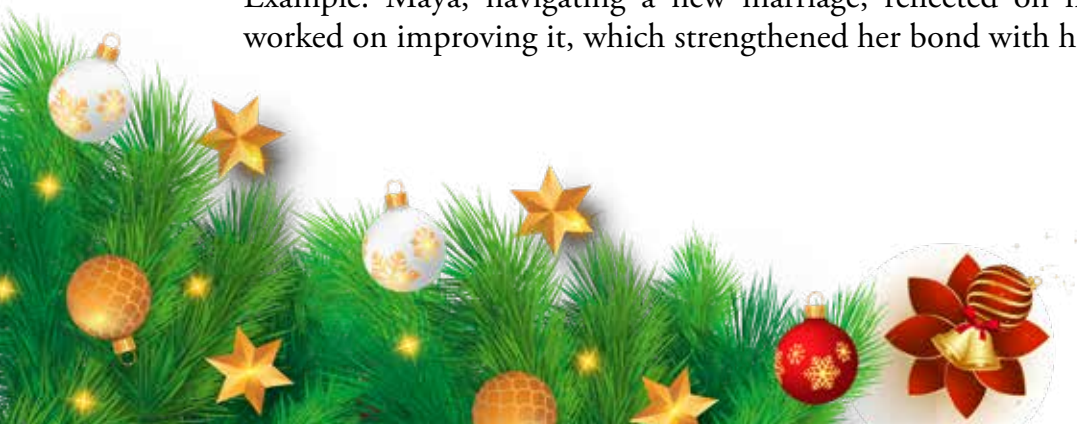 Example: Maya, navigating a new marriage, reflected on
worked on improving it, which strengthened her bond with